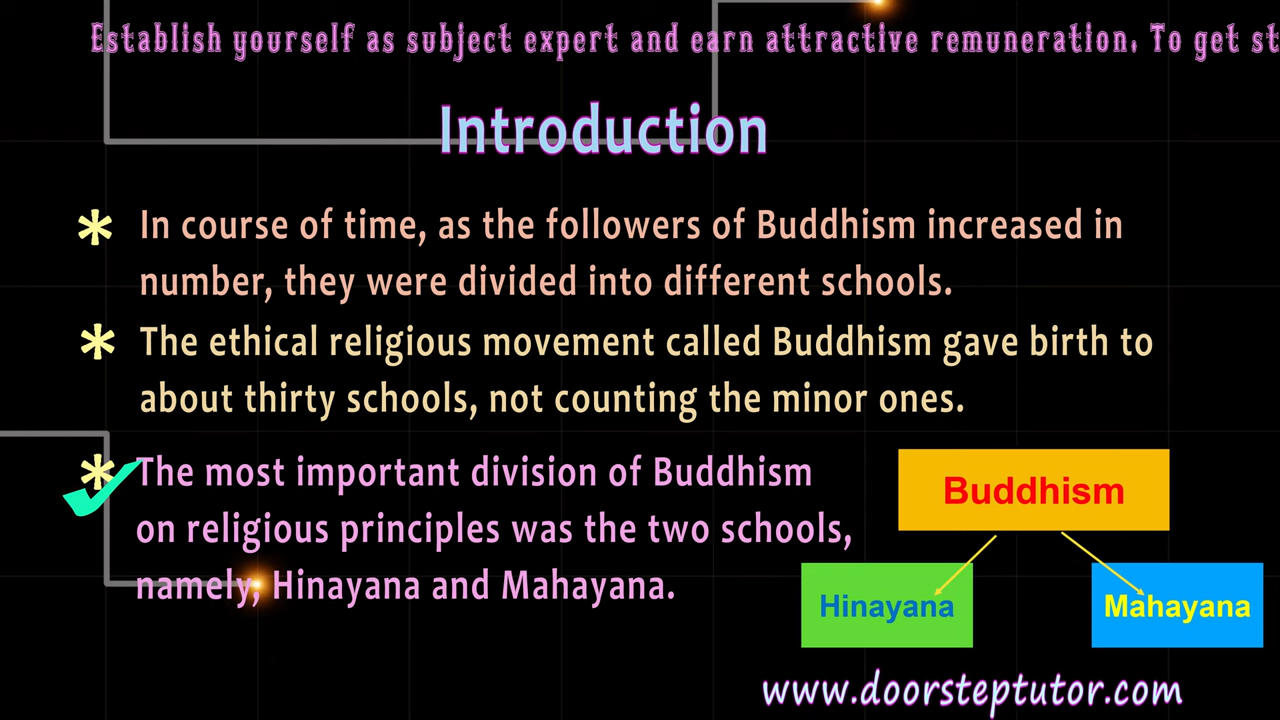 Establish yourself as subject expert and earn attractive remuneration. To get st
Introduction
* In course of time, as the followers of Buddhism increased in
number, they were divided into different schools.
* The ethical religious movement called Buddhism gave birth to
about thirty schools, not counting the minor ones.
* The most important division of Buddhism
on religious principles was the two schools,
namely, Hinayana and Mahayana.
Buddhism
Hinayana
Mahayana
www.doorsteptutor.com